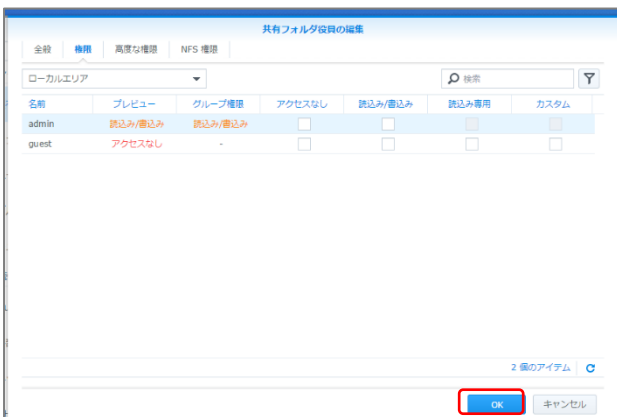 共有フォルダ役員の編集
全般 権限 高度な権限 NFS 権限
ローカルエリア 検索
名前 プレビュー グループ権限 アクセスなし 読込み/書込み 読込み専用 カスタム
admin 読込み/書込み 読込み/書込み
guest アクセスなし -
2 個のアイテム
OK キャンセル